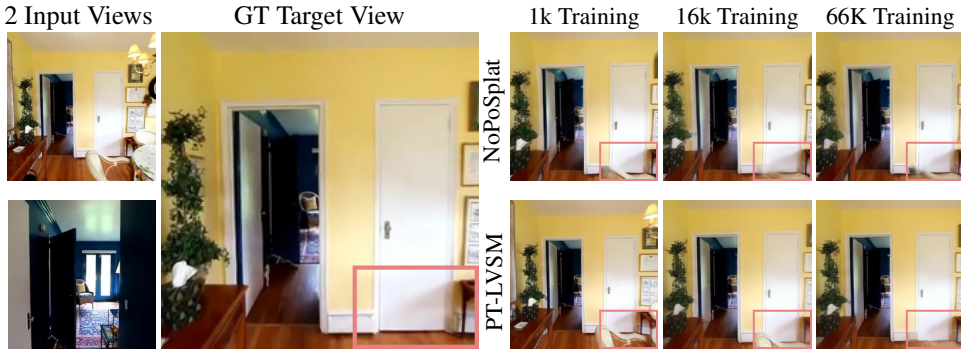 2 Input Views
GT Target View
1k Training
16k Training
66K Training
NoPoSplat
PT-LVSM